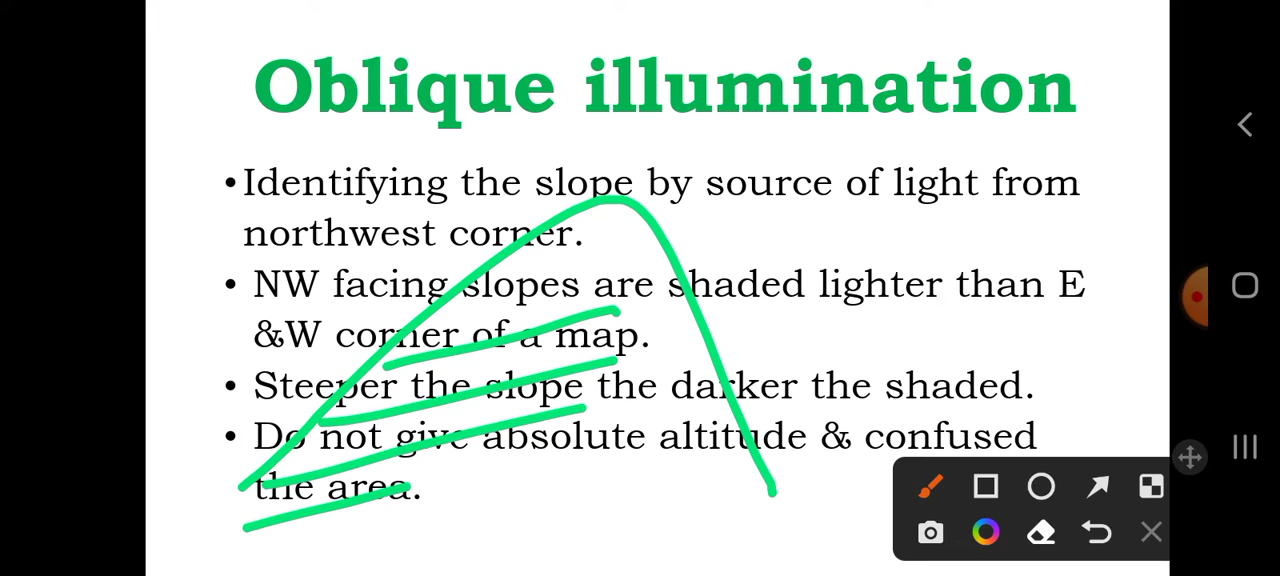 Oblique illumination
•Identifying the slope by source of light from
northwest corner.
• NW facing slopes are shaded lighter than E
&W corner of a map.
• Steeper the slope the darker the shaded.
• Do not give absolute altitude & confused
the area.